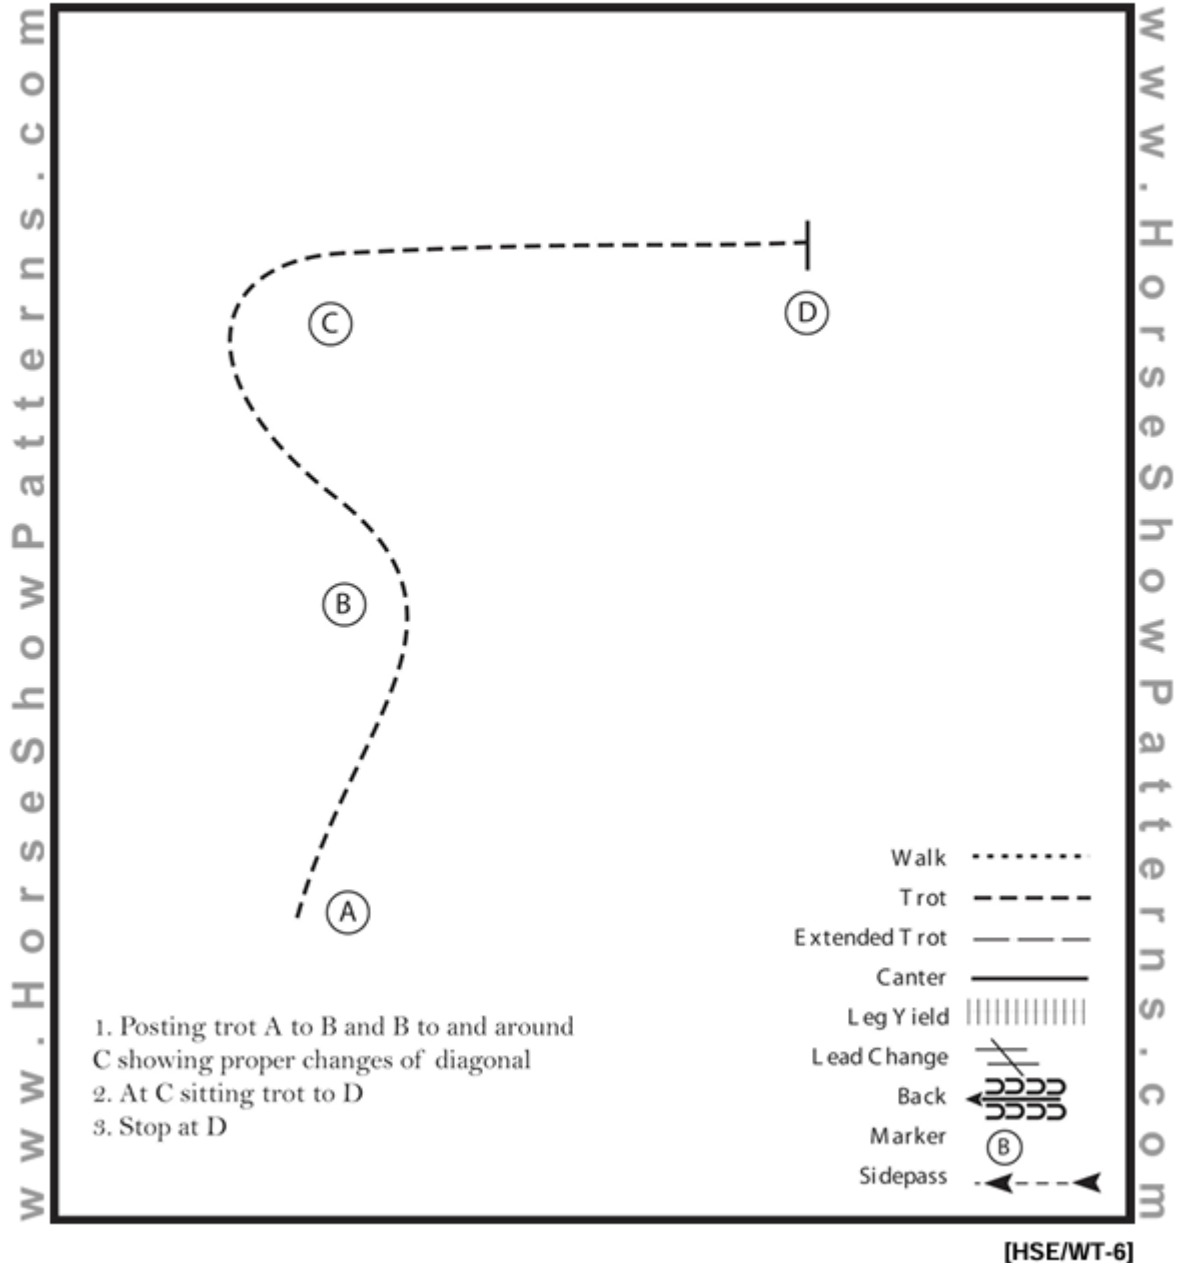 www.HorseShowPatterns.com
www.HorseShowPatterns.com
C
D
B
A
Walk
Trot
Extended Trot
Canter
Leg Yield
Lead Change
Back
Marker
B
Sidepass
1. Posting trot A to B and B to and around
C showing proper changes of diagonal
2. At C sitting trot to D
3. Stop at D
[HSE/WT-6]